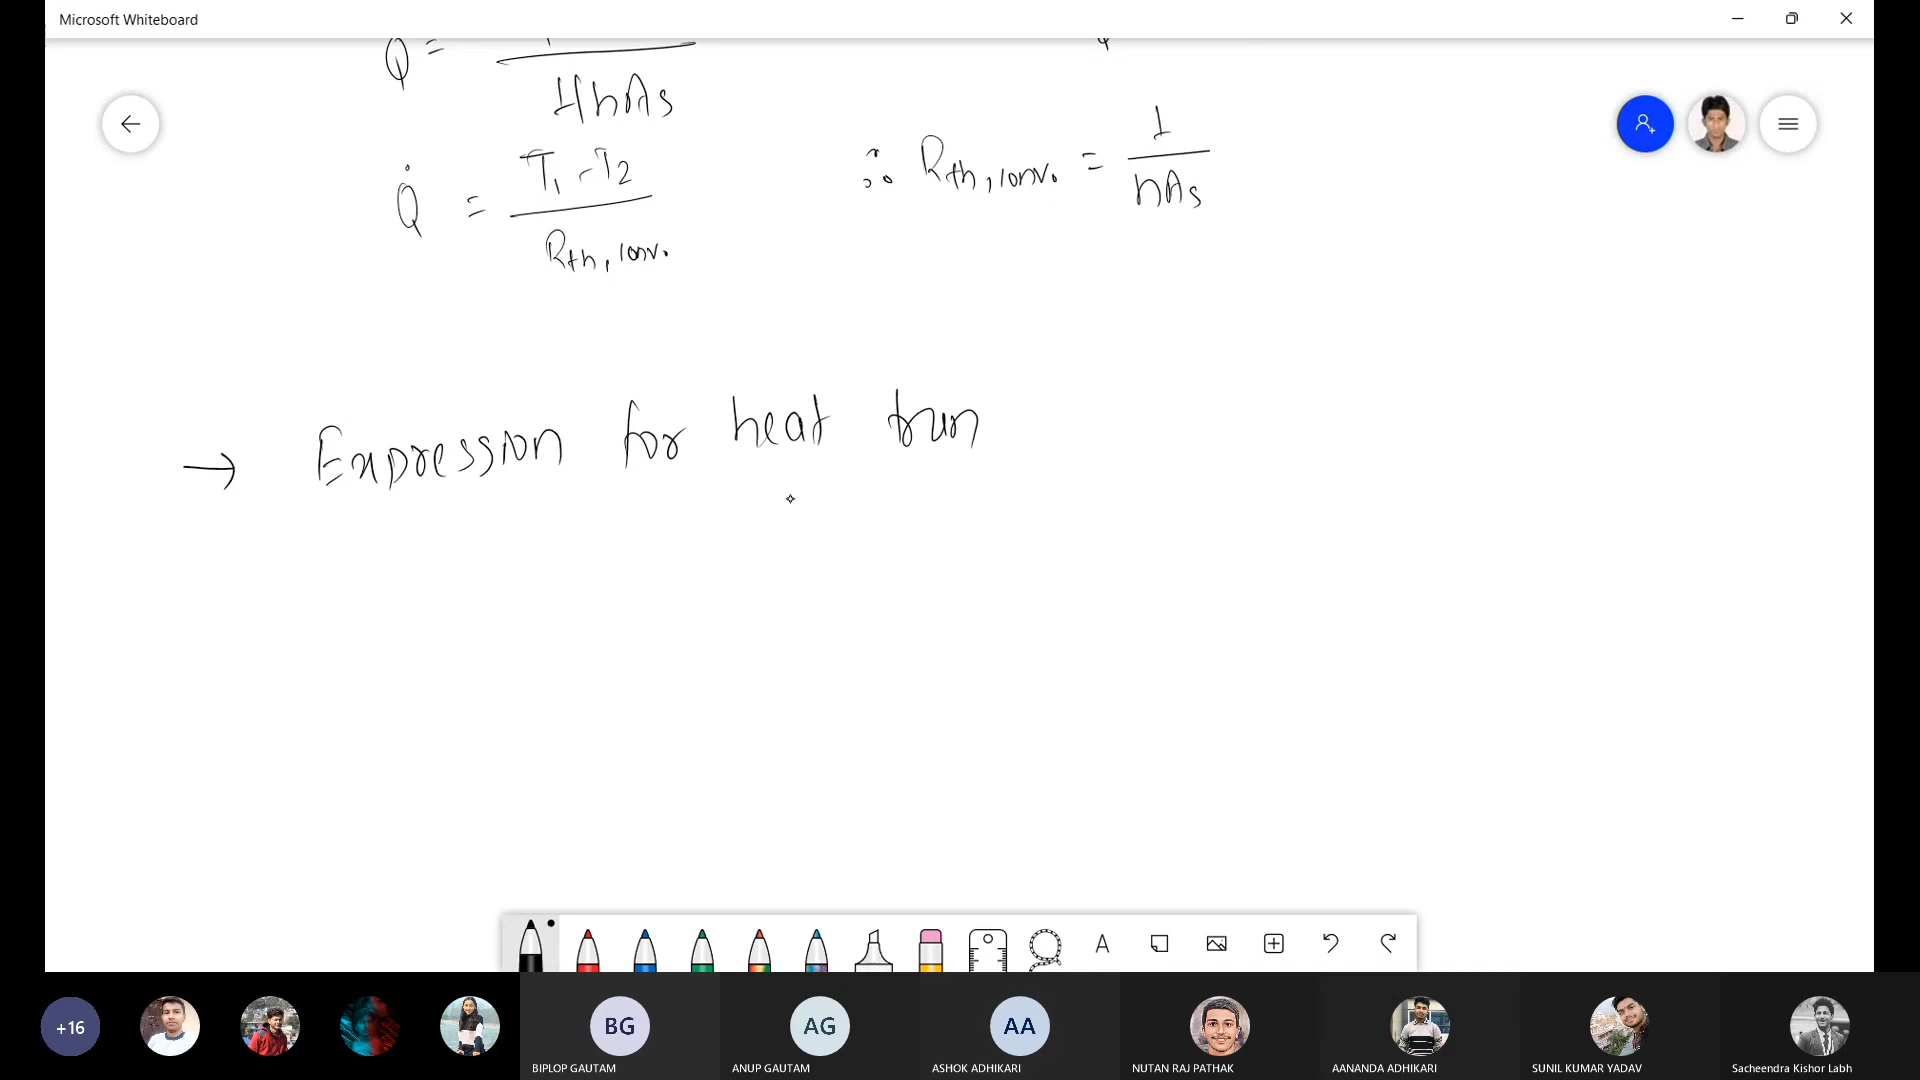 Microsoft Whiteboard
Q =
1/hAs
Q̇ = T₁ - T₂ / Rth, conv.
∴ Rth, conv. = 1 / hAs
→ Expression for heat tran
A
+16
BG
AG
AA
BIPLOP GAUTAM
ANUP GAUTAM
ASHOK ADHIKARI
NUTAN RAJ PATHAK
AANANDA ADHIKARI
SUNIL KUMAR YADAV
Sacheendra Kishor Labh